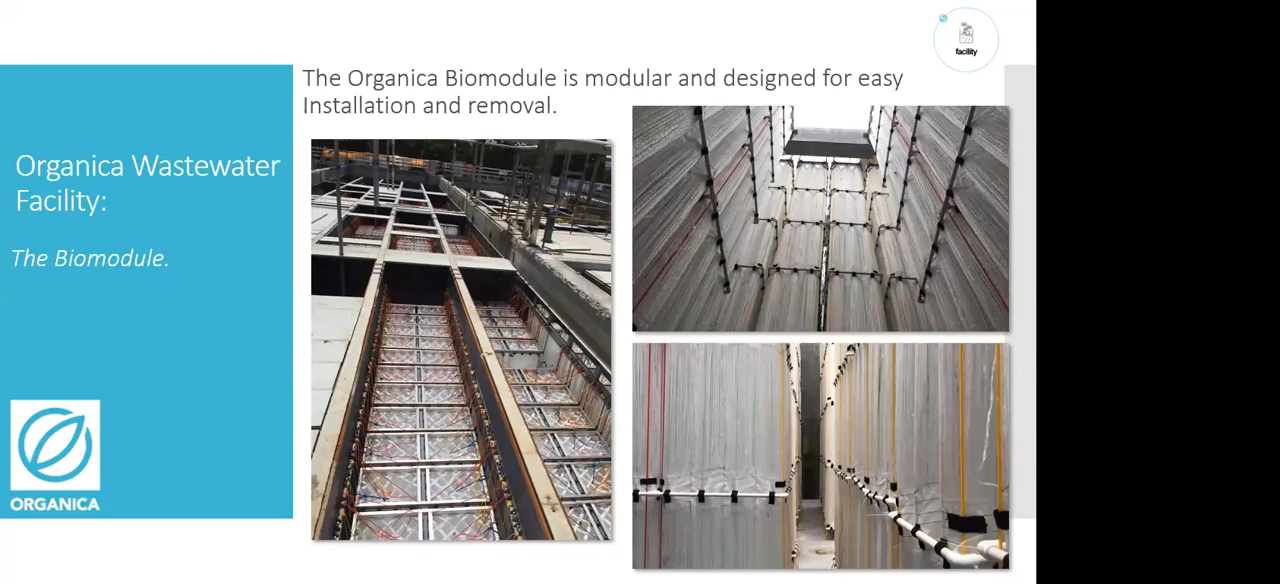 facility
The Organica Biomodule is modular and designed for easy
Installation and removal.
Organica Wastewater
Facility:
The Biomodule.
ORGANICA